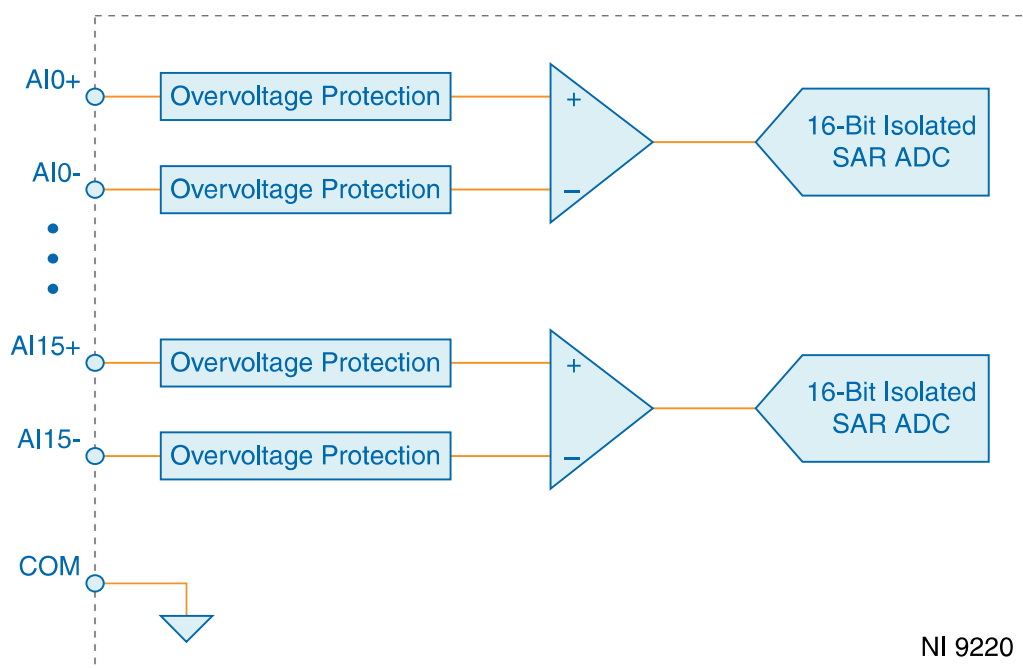 AI0+
Overvoltage Protection
+
16-Bit Isolated
SAR ADC
AI0-
Overvoltage Protection
–
AI15+
Overvoltage Protection
+
16-Bit Isolated
SAR ADC
AI15-
Overvoltage Protection
–
COM
NI 9220